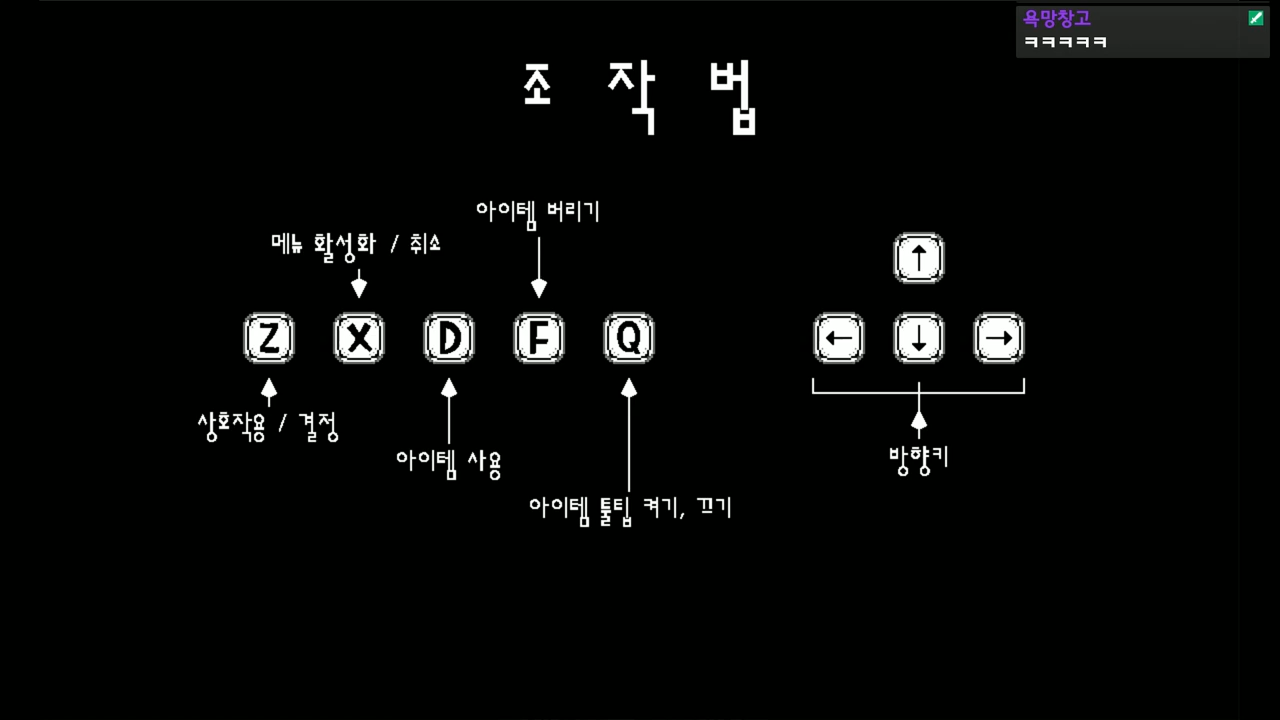 욕망창고
ㅋㅋㅋㅋㅋ
조 작 법
아이템 버리기
메뉴 활성화 / 취소
↑
Z X D F Q
← ↓ →
상호작용 / 결정
아이템 사용
방향키
아이템 툴팁 켜기, 끄기